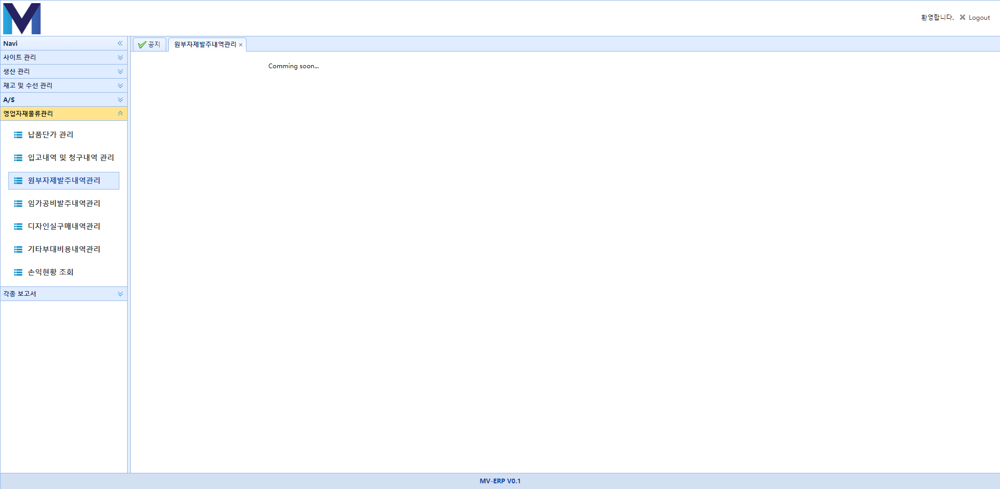 환영합니다. Logout
Navi
사이트 관리
생산 관리
재고 및 수선 관리
A/S
영업자재물류관리
납품단가 관리
입고내역 및 청구내역 관리
원부자제발주내역관리
임가공비발주내역관리
디자인실구매내역관리
기타부대비용내역관리
손익현황 조회
각종 보고서
공지 원부자제발주내역관리
Comming soon...
MV-ERP V0.1